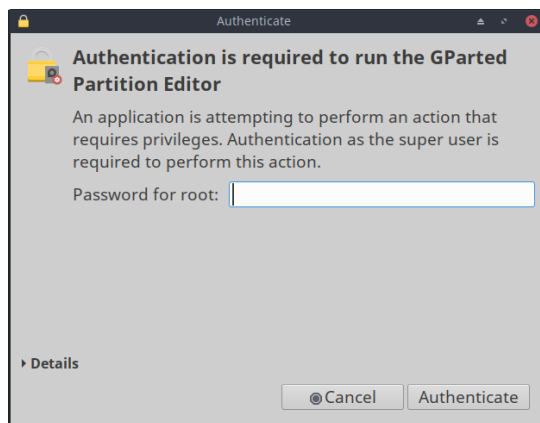 Authenticate
Authentication is required to run the GParted
Partition Editor
An application is attempting to perform an action that
requires privileges. Authentication as the super user is
required to perform this action.
Password for root:
Details
Cancel
Authenticate